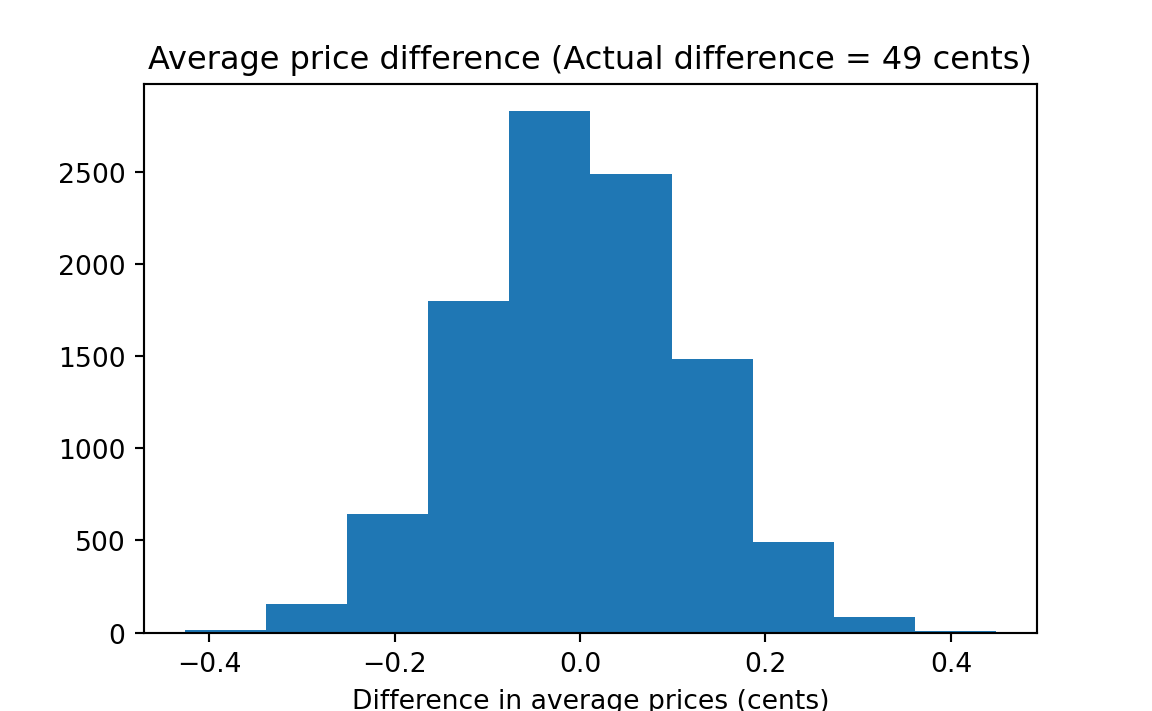 Average price difference (Actual difference = 49 cents)
2500
2000
1500
1000
500
0
−0.4 −0.2 0.0 0.2 0.4
Difference in average prices (cents)